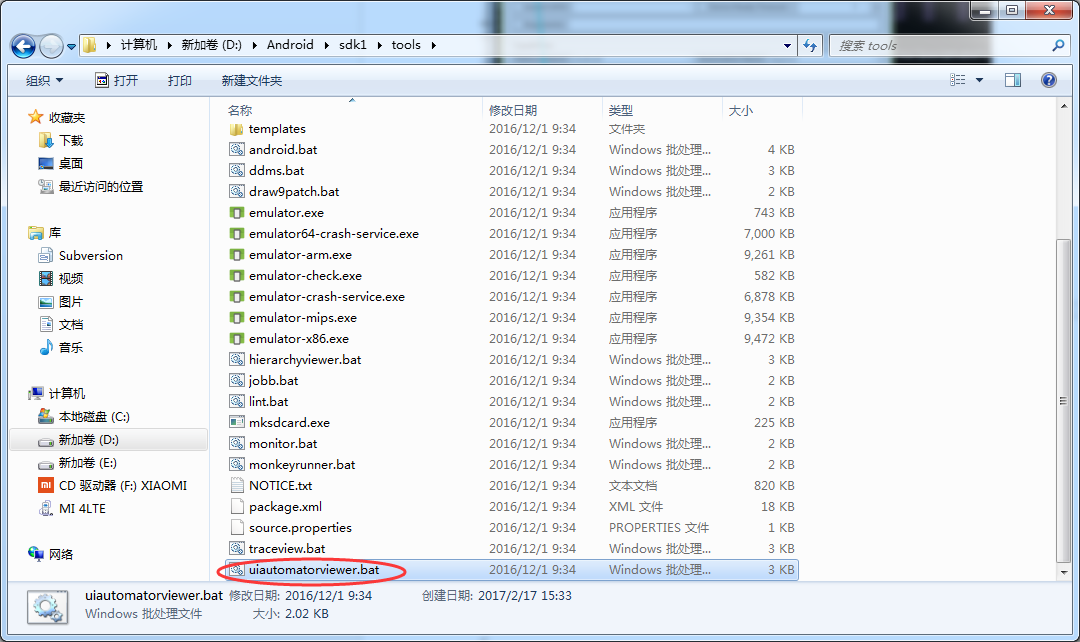 计算机 新加卷 (D:) Android sdk1 tools 搜索 tools
组织 打开 打印 新建文件夹
名称 修改日期 类型 大小
templates 2016/12/1 9:34 文件夹
android.bat 2016/12/1 9:34 Windows 批处理... 4 KB
ddms.bat 2016/12/1 9:34 Windows 批处理... 3 KB
draw9patch.bat 2016/12/1 9:34 Windows 批处理... 2 KB
emulator.exe 2016/12/1 9:34 应用程序 743 KB
emulator64-crash-service.exe 2016/12/1 9:34 应用程序 7,000 KB
emulator-arm.exe 2016/12/1 9:34 应用程序 9,261 KB
emulator-check.exe 2016/12/1 9:34 应用程序 582 KB
emulator-crash-service.exe 2016/12/1 9:34 应用程序 6,878 KB
emulator-mips.exe 2016/12/1 9:34 应用程序 9,354 KB
emulator-x86.exe 2016/12/1 9:34 应用程序 9,472 KB
hierarchyviewer.bat 2016/12/1 9:34 Windows 批处理... 3 KB
jobb.bat 2016/12/1 9:34 Windows 批处理... 2 KB
lint.bat 2016/12/1 9:34 Windows 批处理... 2 KB
mksdcard.exe 2016/12/1 9:34 应用程序 225 KB
monitor.bat 2016/12/1 9:34 Windows 批处理... 2 KB
monkeyrunner.bat 2016/12/1 9:34 Windows 批处理... 2 KB
NOTICE.txt 2016/12/1 9:34 文本文档 820 KB
package.xml 2016/12/1 9:34 XML 文件 18 KB
source.properties 2016/12/1 9:34 PROPERTIES 文件 1 KB
traceview.bat 2016/12/1 9:34 Windows 批处理... 3 KB
uiautomatorviewer.bat 2016/12/1 9:34 Windows 批处理... 3 KB
收藏夹
下载
桌面
最近访问的位置
库
Subversion
视频
图片
文档
音乐
计算机
本地磁盘 (C:)
新加卷 (D:)
新加卷 (E:)
CD 驱动器 (F:) XIAOMI
MI 4LTE
网络
uiautomatorviewer.bat 修改日期: 2016/12/1 9:34 创建日期: 2017/2/17 15:33
Windows 批处理文件 大小: 2.02 KB